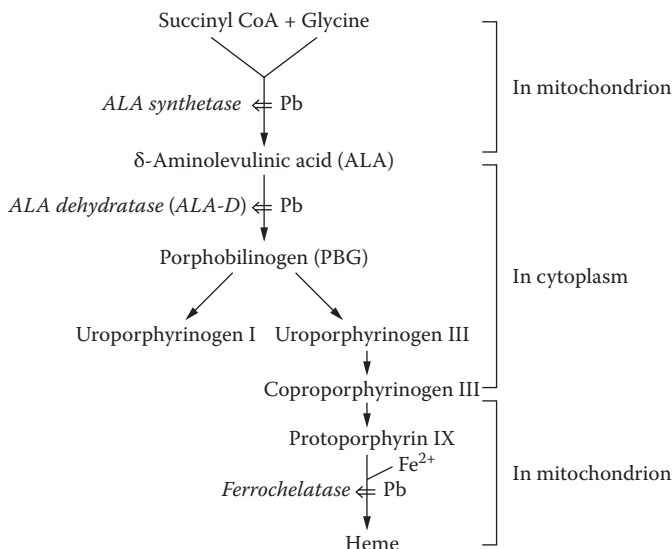 Succinyl CoA + Glycine
In mitochondrion
ALA synthetase ⇐ Pb
δ-Aminolevulinic acid (ALA)
ALA dehydratase (ALA-D) ⇐ Pb
Porphobilinogen (PBG)
In cytoplasm
Uroporphyrinogen I
Uroporphyrinogen III
Coproporphyrinogen III
Protoporphyrin IX
Fe²⁺
In mitochondrion
Ferrochelatase ⇐ Pb
Heme